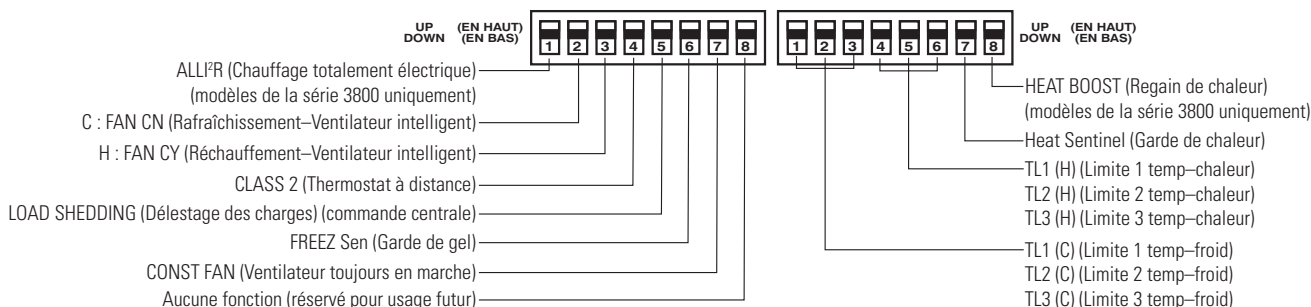 UP (EN HAUT)
DOWN (EN BAS)
1 2 3 4 5 6 7 8
1 2 3 4 5 6 7 8
UP (EN HAUT)
DOWN (EN BAS)
ALLI²R (Chauffage totalement électrique)
(modèles de la série 3800 uniquement)
C : FAN CN (Rafraîchissement–Ventilateur intelligent)
H : FAN CY (Réchauffement–Ventilateur intelligent)
CLASS 2 (Thermostat à distance)
LOAD SHEDDING (Délestage des charges) (commande centrale)
FREEZ Sen (Garde de gel)
CONST FAN (Ventilateur toujours en marche)
Aucune fonction (réservé pour usage futur)
HEAT BOOST (Regain de chaleur)
(modèles de la série 3800 uniquement)
Heat Sentinel (Garde de chaleur)
TL1 (H) (Limite 1 temp–chaleur)
TL2 (H) (Limite 2 temp–chaleur)
TL3 (H) (Limite 3 temp–chaleur)
TL1 (C) (Limite 1 temp–froid)
TL2 (C) (Limite 2 temp–froid)
TL3 (C) (Limite 3 temp–froid)